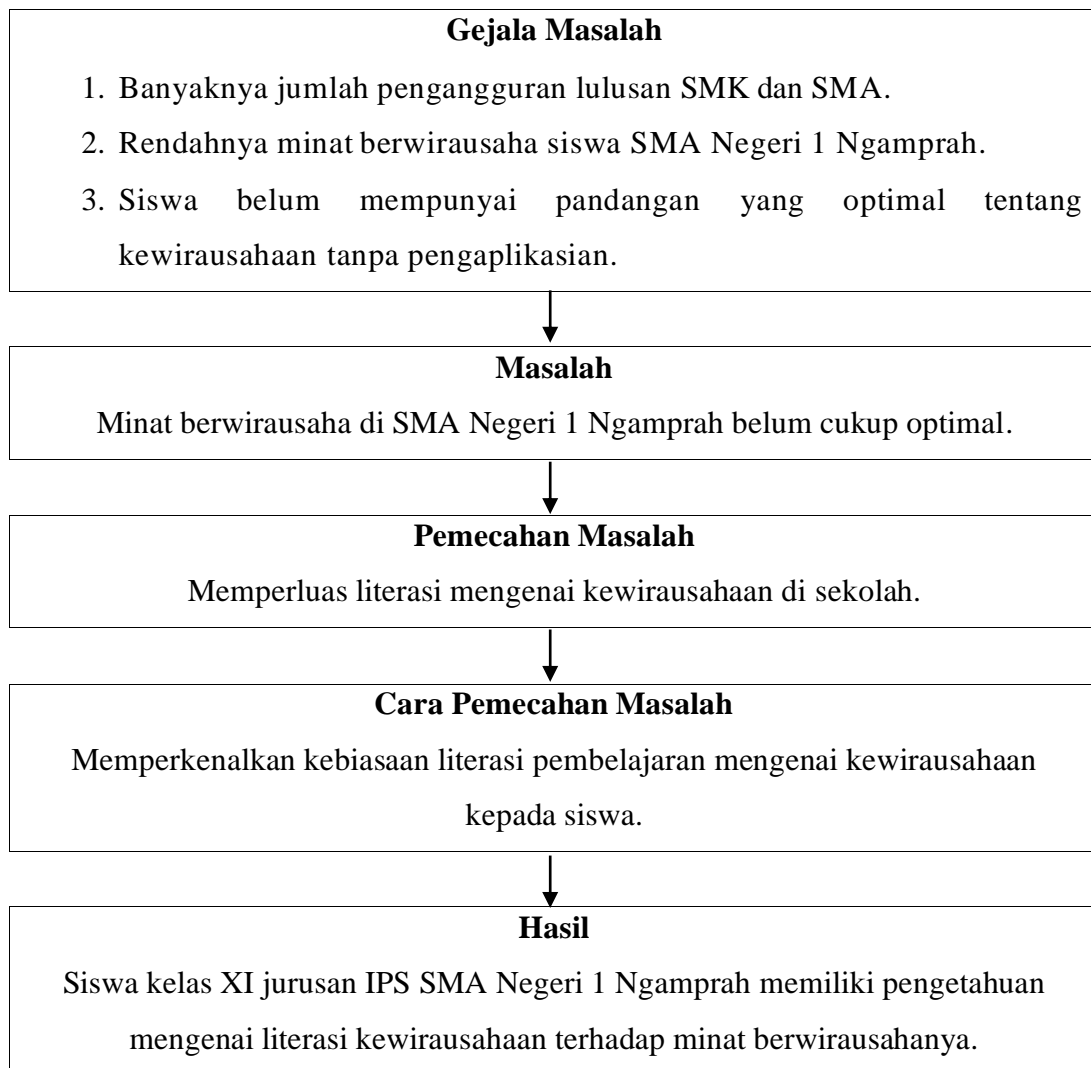 Gejala Masalah
1. Banyaknya jumlah pengangguran lulusan SMK dan SMA.
2. Rendahnya minat berwirausaha siswa SMA Negeri 1 Ngamprah.
3. Siswa belum mempunyai pandangan yang optimal tentang
kewirausahaan tanpa pengaplikasian.
Masalah
Minat berwirausaha di SMA Negeri 1 Ngamprah belum cukup optimal.
Pemecahan Masalah
Memperluas literasi mengenai kewirausahaan di sekolah.
Cara Pemecahan Masalah
Memperkenalkan kebiasaan literasi pembelajaran mengenai kewirausahaan
kepada siswa.
Hasil
Siswa kelas XI jurusan IPS SMA Negeri 1 Ngamprah memiliki pengetahuan
mengenai literasi kewirausahaan terhadap minat berwirausahanya.